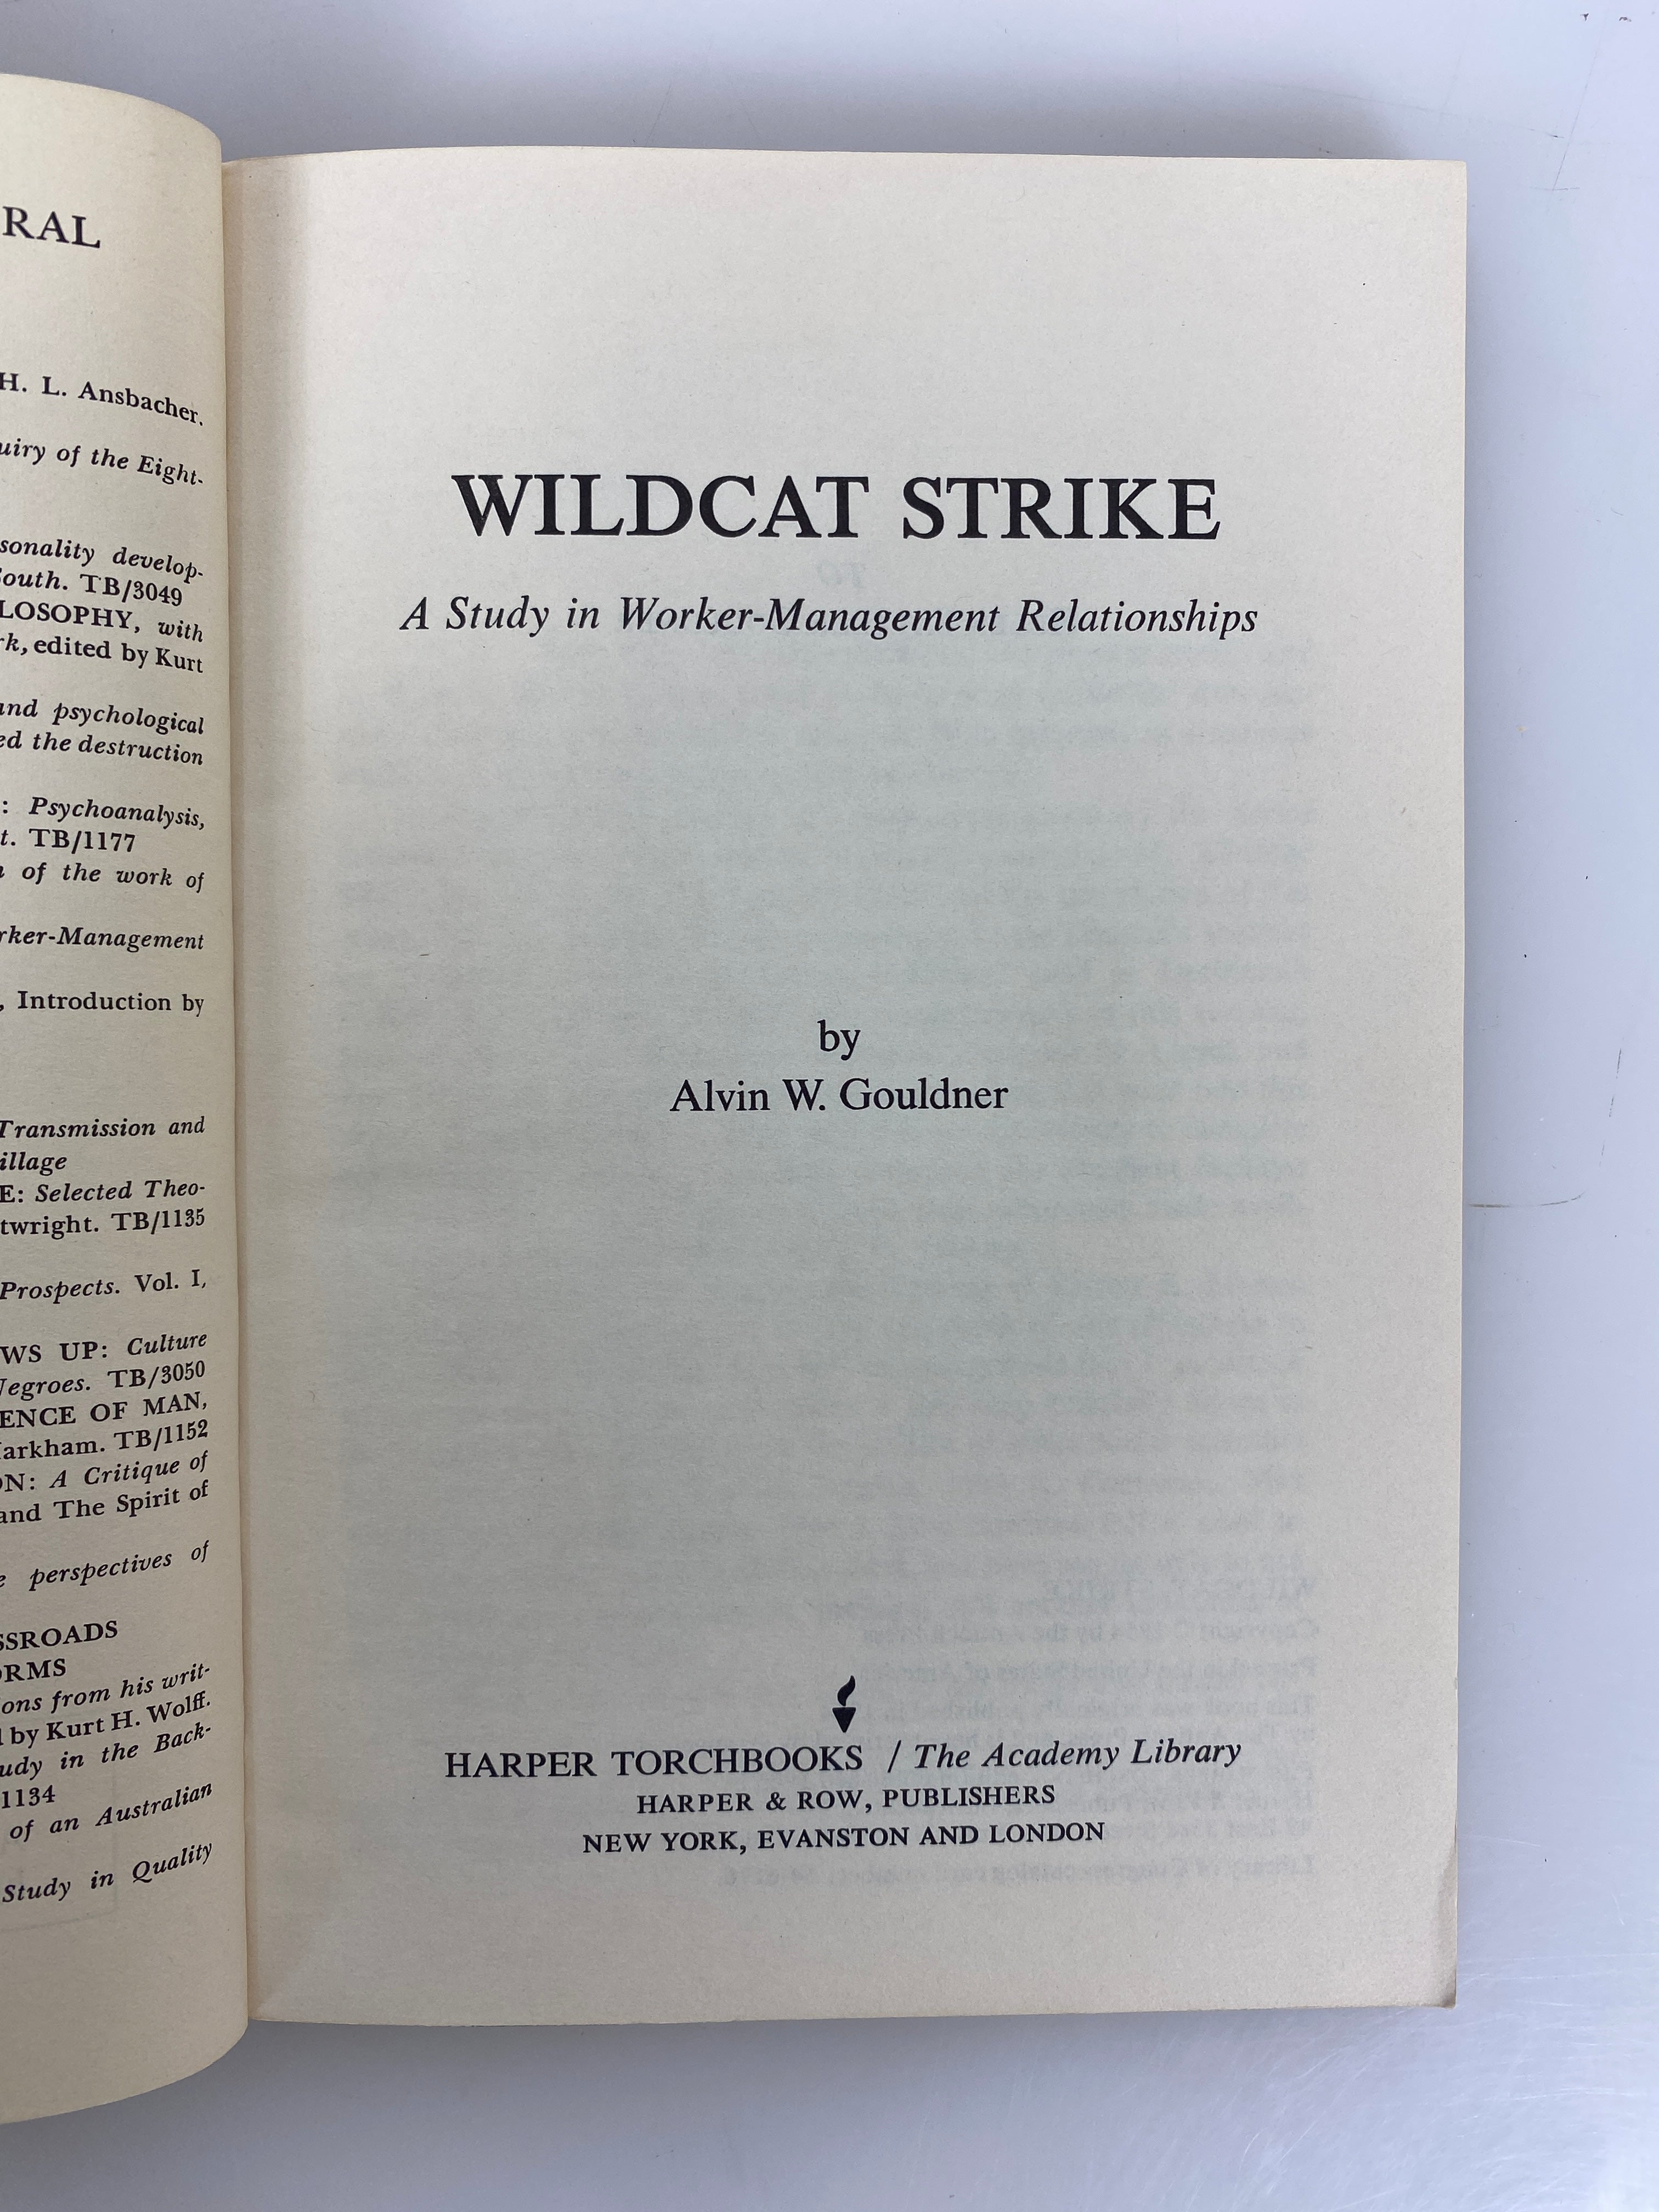 RAL
H. L. Ansbacher.
uiry of the Eight-
sonality develop-
South. TB/3049
LOSOPHY, with
rk, edited by Kurt
and psychological
ed the destruction
: Psychoanalysis,
t. TB/1177
of the work of
rker-Management
, Introduction by
Transmission and
illage
E: Selected Theo-
twright. TB/1135
Prospects. Vol. I,
WS UP: Culture
Negroes. TB/3050
ENCE OF MAN,
arkham. TB/1152
ON: A Critique of
and The Spirit of
e perspectives of
SSROADS
ORMS
ons from his writ-
by Kurt H. Wolff.
udy in the Back-
1134
of an Australian
Study in Quality
WILDCAT STRIKE
A Study in Worker-Management Relationships
by
Alvin W. Gouldner
HARPER TORCHBOOKS / The Academy Library
HARPER & ROW, PUBLISHERS
NEW YORK, EVANSTON AND LONDON